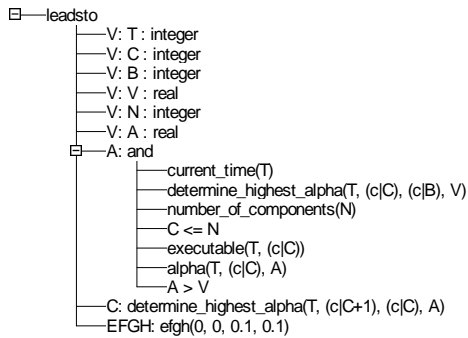 leadsto
V: T : integer
V: C : integer
V: B : integer
V: V : real
V: N : integer
V: A : real
A: and
current_time(T)
determine_highest_alpha(T, (c|C), (c|B), V)
number_of_components(N)
C <= N
executable(T, (c|C))
alpha(T, (c|C), A)
A > V
C: determine_highest_alpha(T, (c|C+1), (c|C), A)
EFGH: efgh(0, 0, 0.1, 0.1)